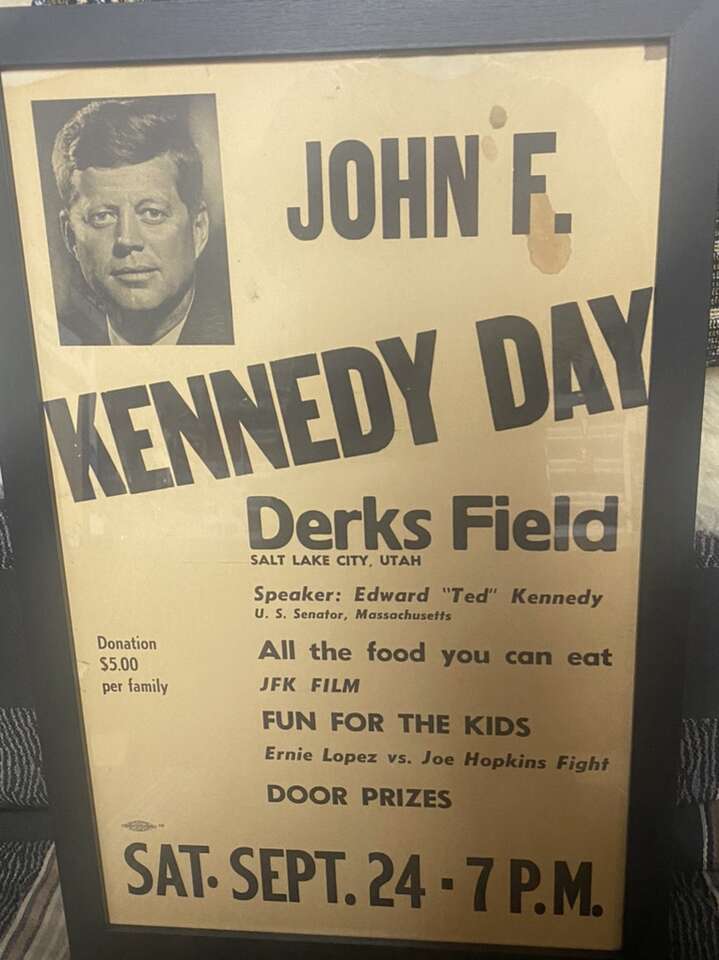 JOHN F.
KENNEDY DAY
Derks Field
SALT LAKE CITY, UTAH
Speaker: Edward "Ted" Kennedy
U. S. Senator, Massachusetts
Donation
$5.00
per family
All the food you can eat
JFK FILM
FUN FOR THE KIDS
Ernie Lopez vs. Joe Hopkins Fight
DOOR PRIZES
SAT. SEPT. 24 - 7 P.M.